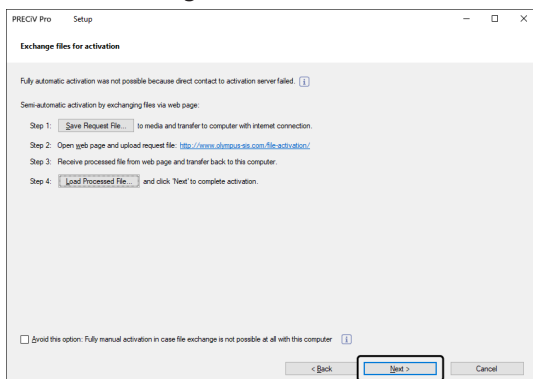 PRECiV Pro Setup
Exchange files for activation
Fully automatic activation was not possible because direct contact to activation server failed. i
Semi-automatic activation by exchanging files via web page:
Step 1: Save Request File... to media and transfer to computer with internet connection.
Step 2: Open web page and upload request file: http://www.olympus-sis.com/file-activation/
Step 3: Receive processed file from web page and transfer back to this computer.
Step 4: Load Processed File... and click 'Next' to complete activation.
Avoid this option: Fully manual activation in case file exchange is not possible at all with this computer i
< Back Next > Cancel